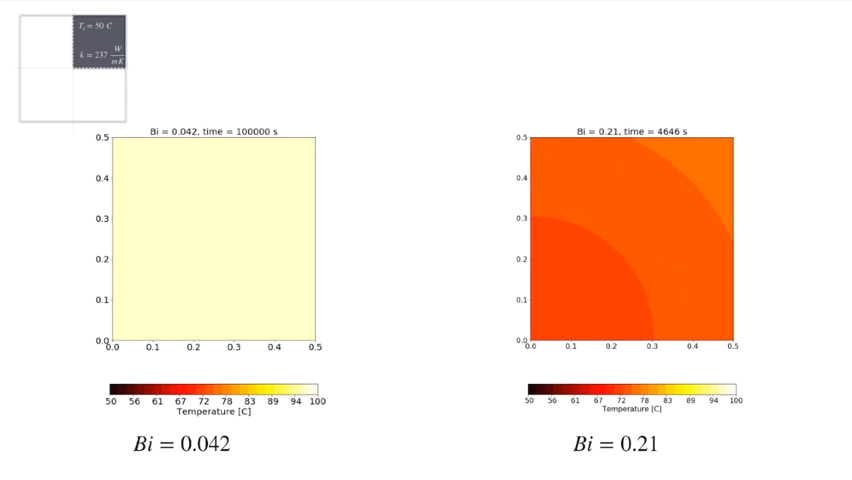 T_i = 50 C
k = 237 W/mK
Bi = 0.042, time = 100000 s
0.5
0.4
0.3
0.2
0.1
0.0
0.0 0.1 0.2 0.3 0.4 0.5
50 56 61 67 72 78 83 89 94 100
Temperature [C]
Bi = 0.042
Bi = 0.21, time = 4646 s
0.5
0.4
0.3
0.2
0.1
0.0
0.0 0.1 0.2 0.3 0.4 0.5
50 56 61 67 72 78 83 89 94 100
Temperature [C]
Bi = 0.21